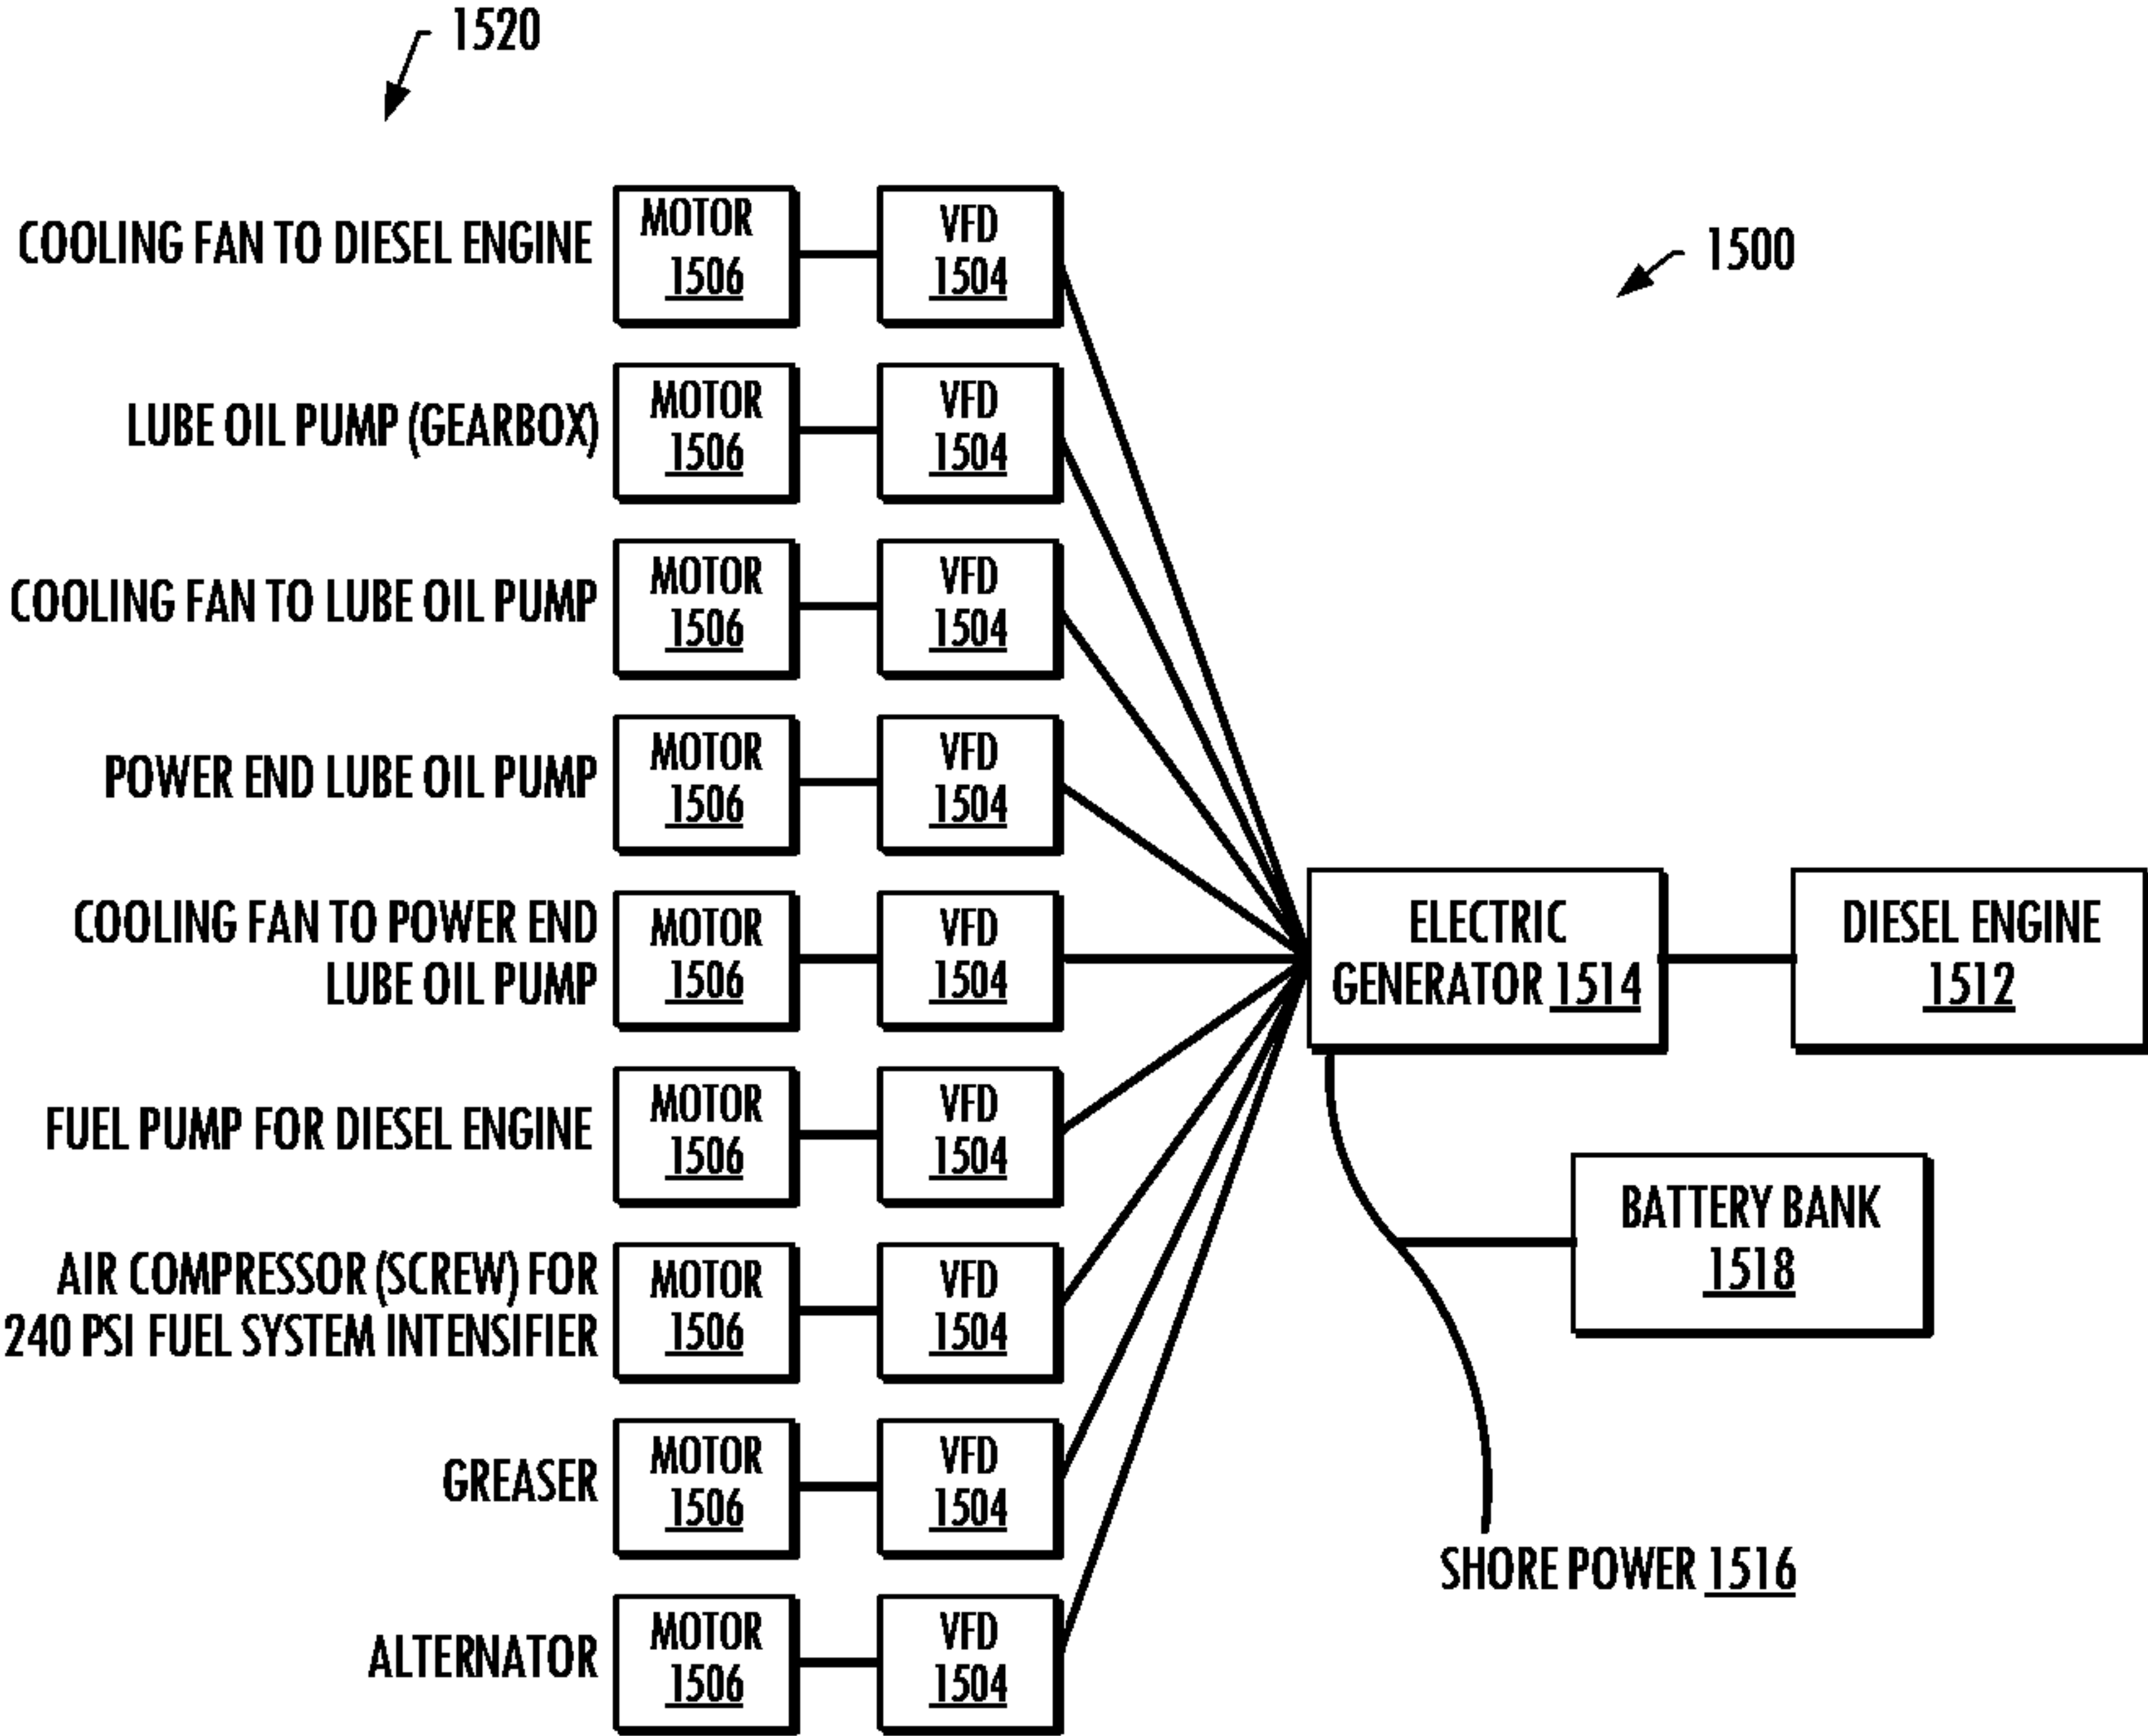 1520
1500
COOLING FAN TO DIESEL ENGINE
MOTOR
1506
VFD
1504
LUBE OIL PUMP (GEARBOX)
MOTOR
1506
VFD
1504
COOLING FAN TO LUBE OIL PUMP
MOTOR
1506
VFD
1504
POWER END LUBE OIL PUMP
MOTOR
1506
VFD
1504
COOLING FAN TO POWER END
LUBE OIL PUMP
MOTOR
1506
VFD
1504
ELECTRIC
GENERATOR 1514
DIESEL ENGINE
1512
FUEL PUMP FOR DIESEL ENGINE
MOTOR
1506
VFD
1504
BATTERY BANK
1518
AIR COMPRESSOR (SCREW) FOR
240 PSI FUEL SYSTEM INTENSIFIER
MOTOR
1506
VFD
1504
GREASER
MOTOR
1506
VFD
1504
SHORE POWER 1516
ALTERNATOR
MOTOR
1506
VFD
1504